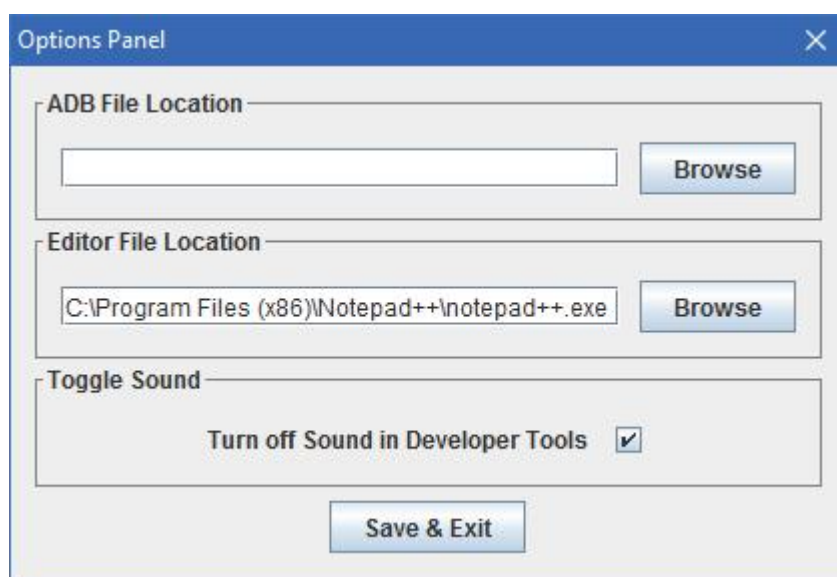 Options Panel
ADB File Location
Browse
Editor File Location
C:\Program Files (x86)\Notepad++\notepad++.exe
Browse
Toggle Sound
Turn off Sound in Developer Tools
Save & Exit